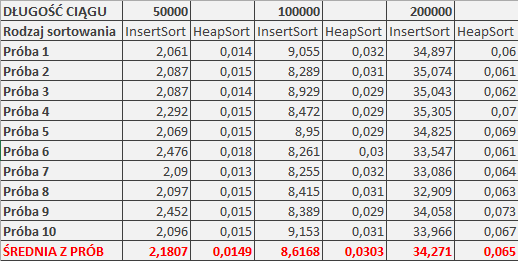 DŁUGOŚĆ CIĄGU 50000 100000 200000
Rodzaj sortowania InsertSort HeapSort InsertSort HeapSort InsertSort HeapSort
Próba 1 2,061 0,014 9,055 0,032 34,897 0,06
Próba 2 2,087 0,015 8,289 0,031 35,074 0,061
Próba 3 2,087 0,014 8,929 0,029 35,043 0,062
Próba 4 2,292 0,015 8,472 0,029 35,305 0,07
Próba 5 2,069 0,015 8,95 0,029 34,825 0,069
Próba 6 2,476 0,018 8,261 0,03 33,547 0,061
Próba 7 2,09 0,013 8,255 0,032 33,086 0,064
Próba 8 2,097 0,015 8,415 0,031 32,909 0,063
Próba 9 2,452 0,015 8,389 0,029 34,058 0,073
Próba 10 2,096 0,015 9,153 0,031 33,966 0,067
ŚREDNIA Z PRÓB 2,1807 0,0149 8,6168 0,0303 34,271 0,065